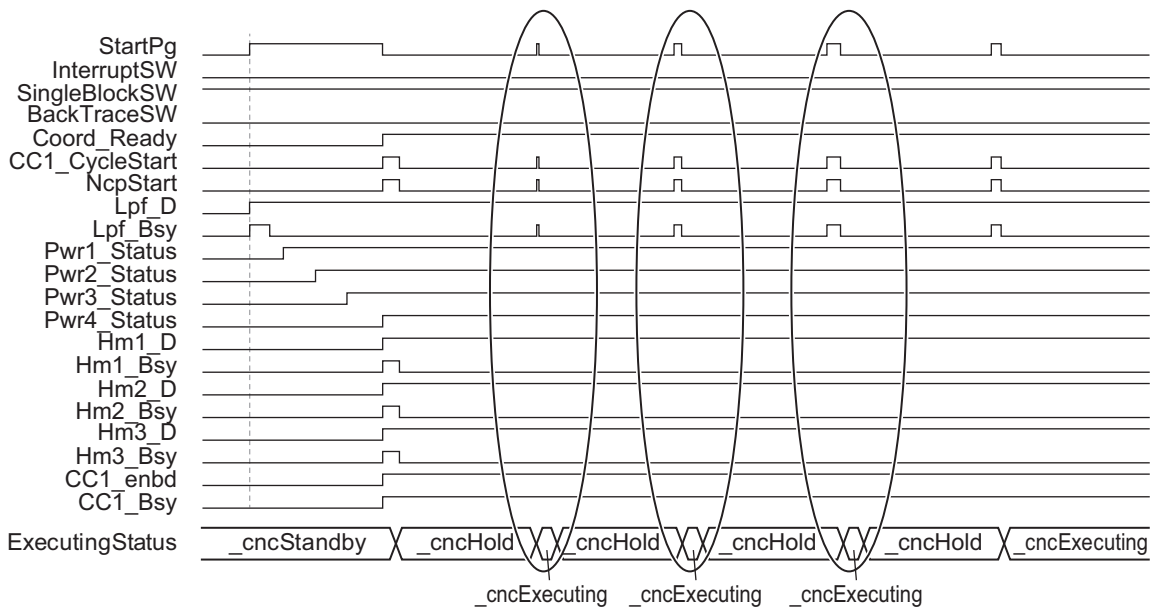 StartPg
InterruptSW
SingleBlockSW
BackTraceSW
Coord_Ready
CC1_CycleStart
NcpStart
Lpf_D
Lpf_Bsy
Pwr1_Status
Pwr2_Status
Pwr3_Status
Pwr4_Status
Hm1_D
Hm1_Bsy
Hm2_D
Hm2_Bsy
Hm3_D
Hm3_Bsy
CC1_enbd
CC1_Bsy
ExecutingStatus _cncStandby _cncHold _cncHold _cncHold _cncHold _cncExecuting
_cncExecuting _cncExecuting _cncExecuting